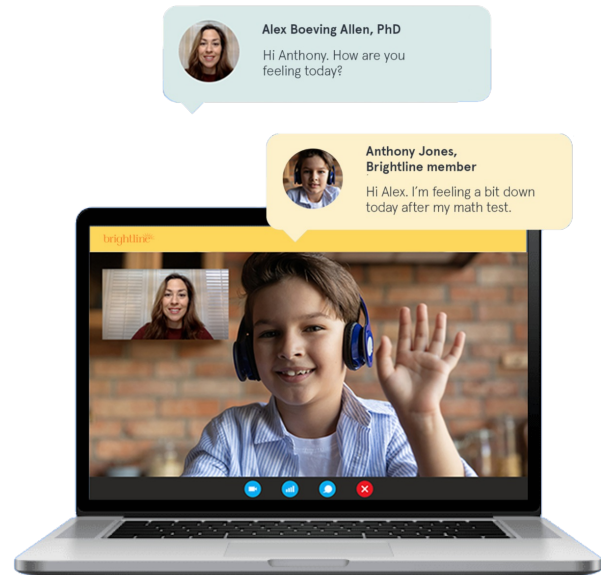 Alex Boeving Allen, PhD
Hi Anthony. How are you
feeling today?
Anthony Jones,
Brightline member
Hi Alex. I’m feeling a bit down
today after my math test.
brightline